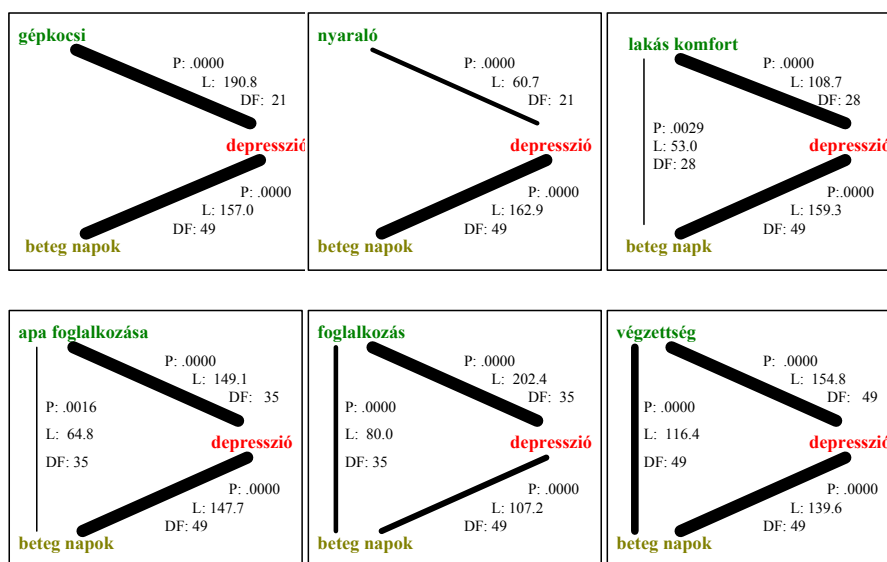 gépkocsi
P: .0000
L: 190.8
DF: 21
depresszió
P: .0000
L: 157.0
DF: 49
beteg napok
nyaraló
P: .0000
L: 60.7
DF: 21
depresszió
P: .0000
L: 162.9
DF: 49
beteg napok
lakás komfort
P: .0000
L: 108.7
DF: 28
P: .0029
L: 53.0
DF: 28
depresszió
P:.0000
L: 159.3
DF: 49
beteg napk
apa foglalkozása
P: .0000
L: 149.1
DF: 35
P: .0016
L: 64.8
DF: 35
depresszió
P: .0000
L: 147.7
DF: 49
beteg napok
foglalkozás
P: .0000
L: 202.4
DF: 35
P: .0000
L: 80.0
DF: 35
depresszió
P: .0000
L: 107.2
DF: 49
beteg napok
végzettség
P: .0000
L: 154.8
DF: 49
P: .0000
L: 116.4
DF: 49
depresszió
P: .0000
L: 139.6
DF: 49
beteg napok